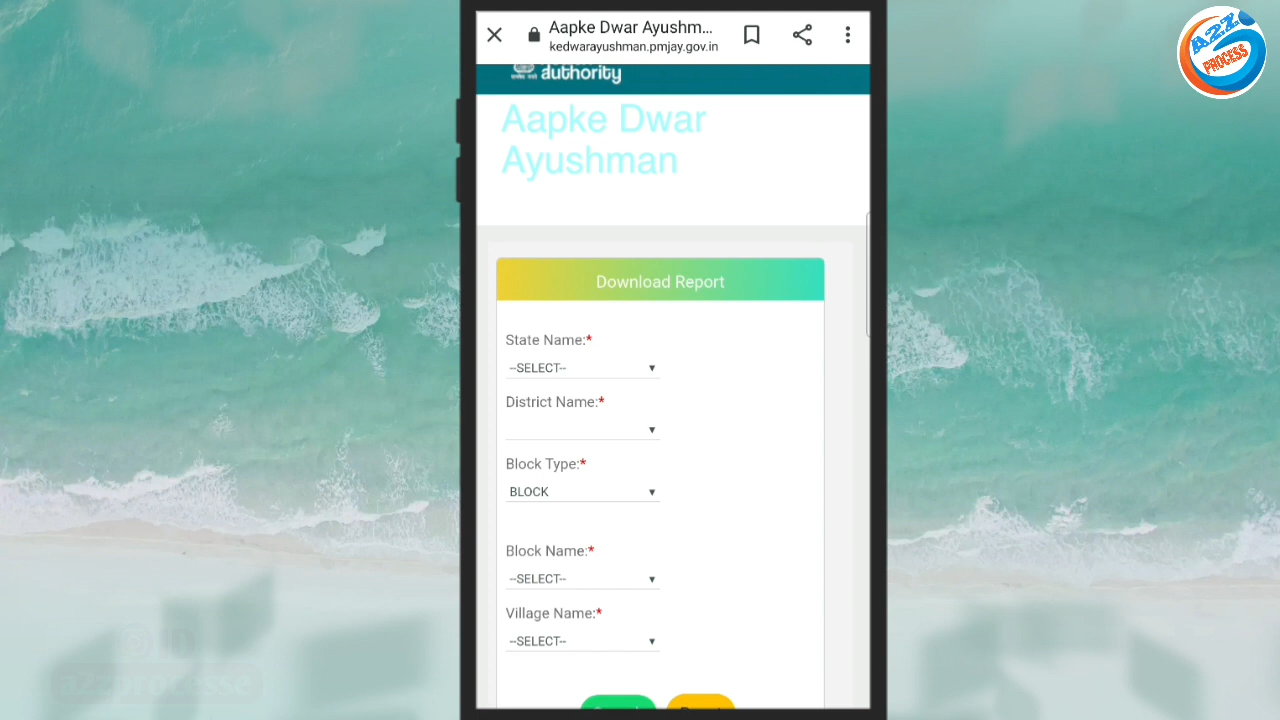 Aapke Dwar Ayushm...
kedwarayushman.pmjay.gov.in
authority
Aapke Dwar
Ayushman
Download Report
State Name:*
--SELECT--
District Name:*
Block Type:*
BLOCK
Block Name:*
--SELECT--
Village Name:*
--SELECT--
A2Z
PROCESS